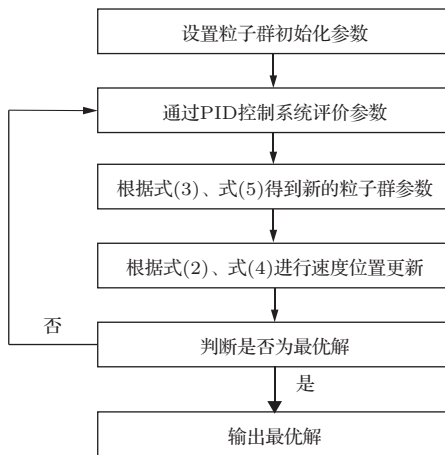 设置粒子群初始化参数
通过PID控制系统评价参数
根据式(3)、式(5)得到新的粒子群参数
根据式(2)、式(4)进行速度位置更新
否
判断是否为最优解
是
输出最优解